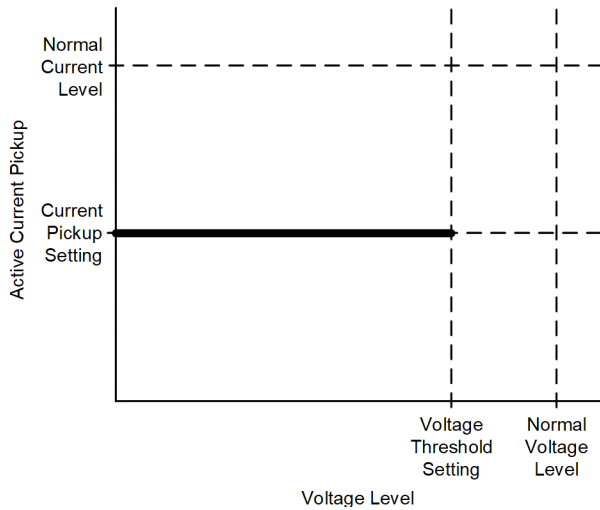 Normal
Current
Level
Active Current Pickup
Current
Pickup
Setting
Voltage
Threshold
Setting
Normal
Voltage
Level
Voltage Level